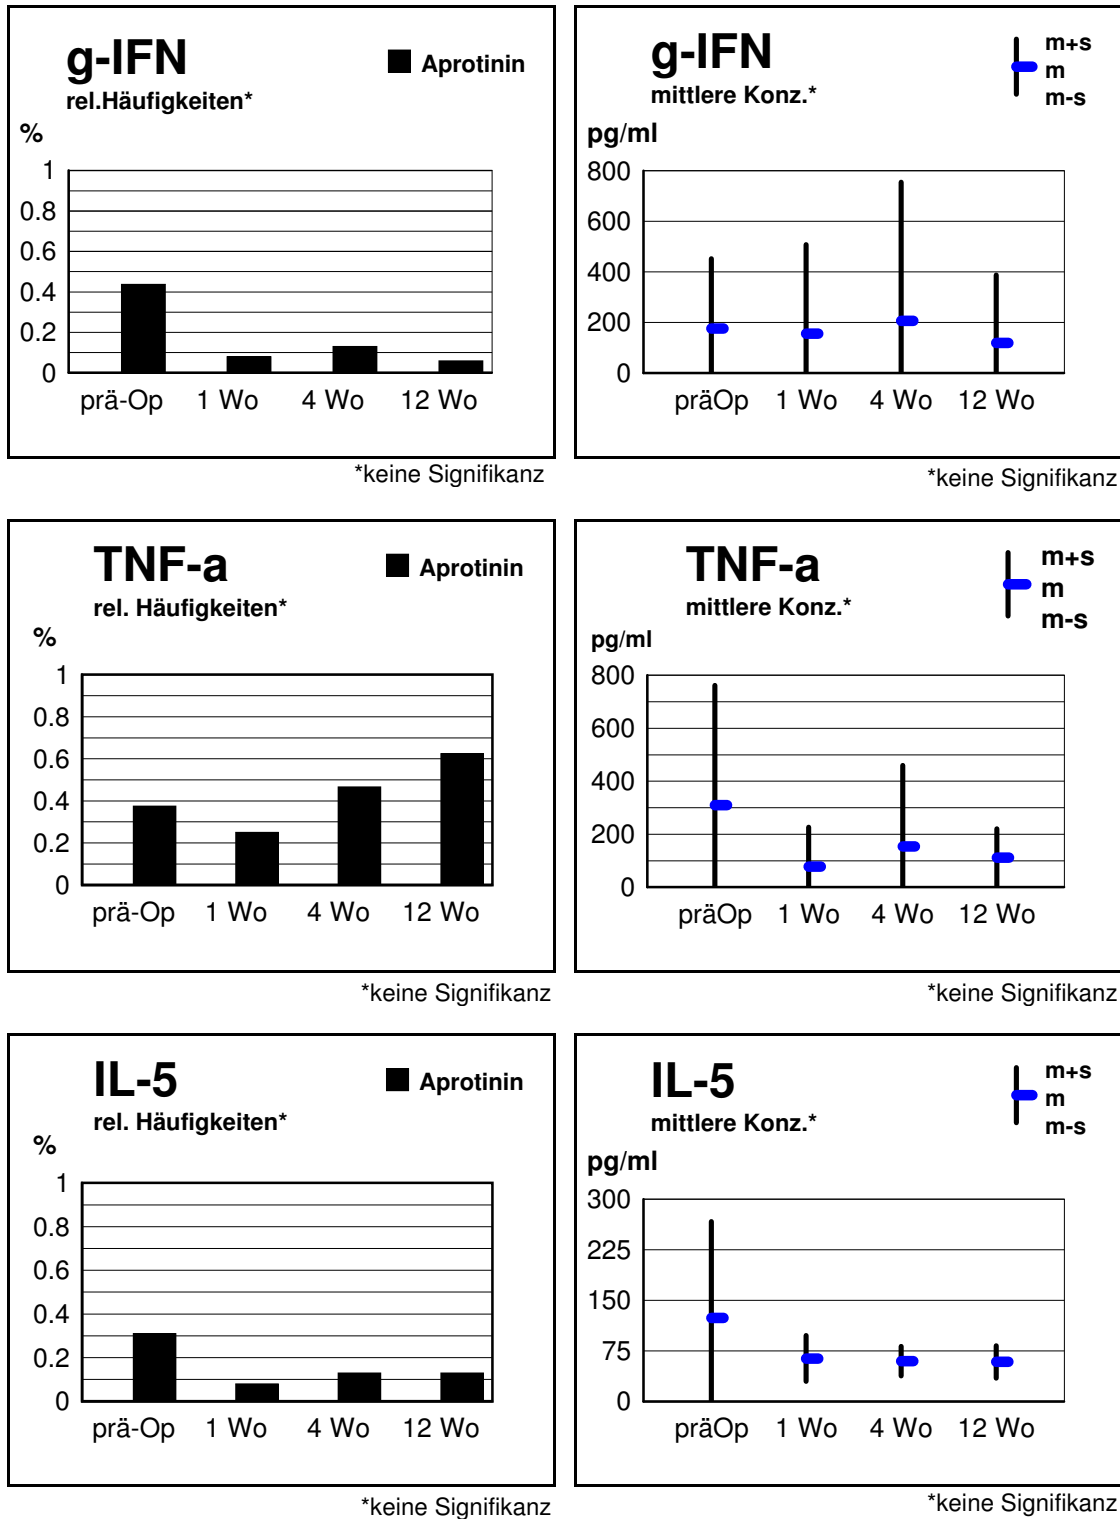 g-IFN
rel.Häufigkeiten*
Aprotinin
%
1
0.8
0.6
0.4
0.2
0
prä-Op 1 Wo 4 Wo 12 Wo
*keine Signifikanz
g-IFN
mittlere Konz.*
m+s
m
m-s
pg/ml
800
600
400
200
0
präOp 1 Wo 4 Wo 12 Wo
*keine Signifikanz
TNF-a
rel. Häufigkeiten*
Aprotinin
%
1
0.8
0.6
0.4
0.2
0
prä-Op 1 Wo 4 Wo 12 Wo
*keine Signifikanz
TNF-a
mittlere Konz.*
m+s
m
m-s
pg/ml
800
600
400
200
0
präOp 1 Wo 4 Wo 12 Wo
*keine Signifikanz
IL-5
rel. Häufigkeiten*
Aprotinin
%
1
0.8
0.6
0.4
0.2
0
prä-Op 1 Wo 4 Wo 12 Wo
*keine Signifikanz
IL-5
mittlere Konz.*
m+s
m
m-s
pg/ml
300
225
150
75
0
präOp 1 Wo 4 Wo 12 Wo
*keine Signifikanz